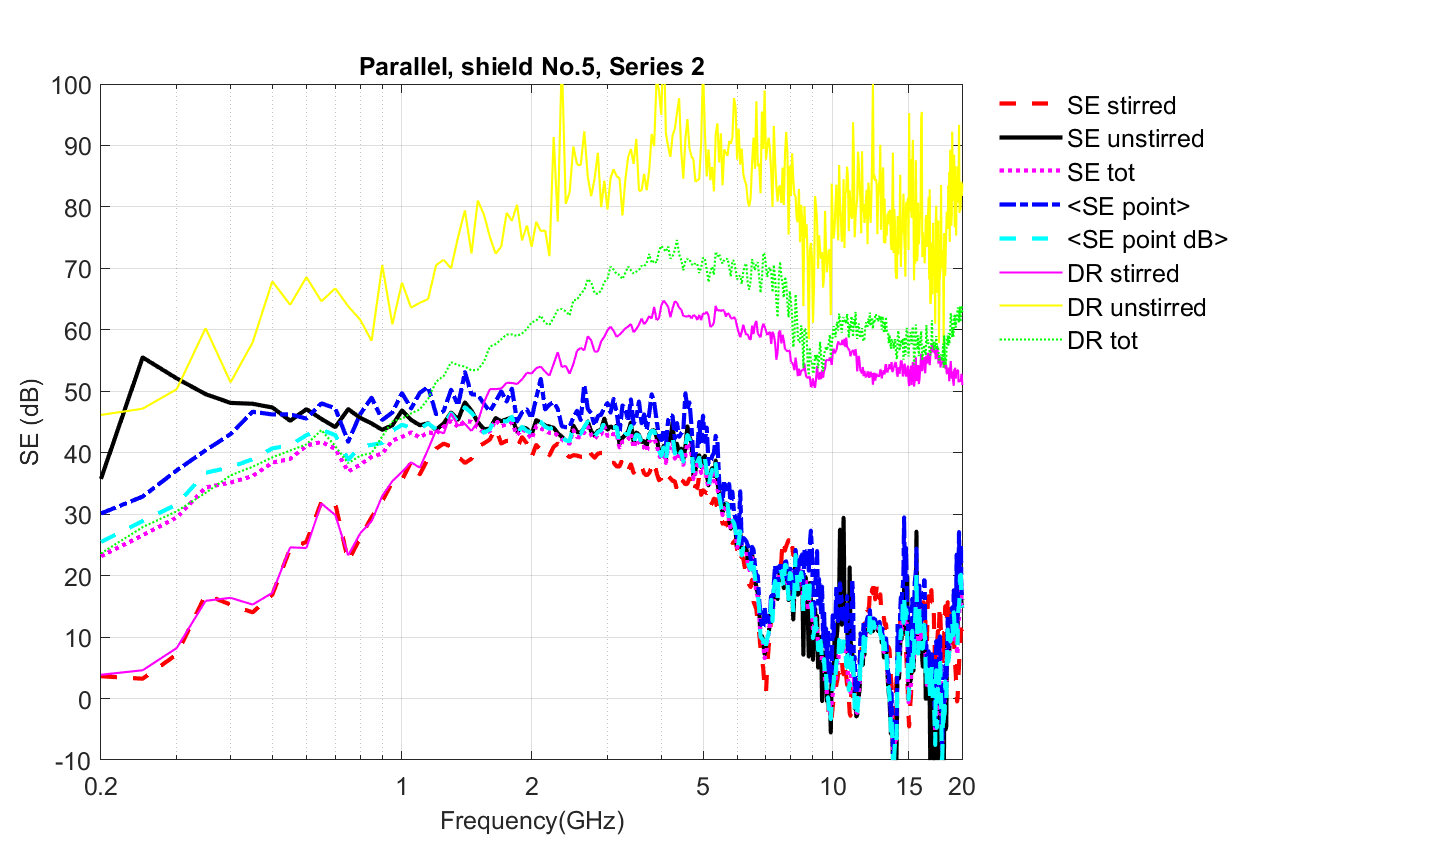 Parallel, shield No.5, Series 2
100
90
80
70
60
50
40
30
20
10
0
-10
SE (dB)
0.2 1 2 5 10 15 20
Frequency(GHz)
SE stirred
SE unstirred
SE tot
<SE point>
<SE point dB>
DR stirred
DR unstirred
DR tot